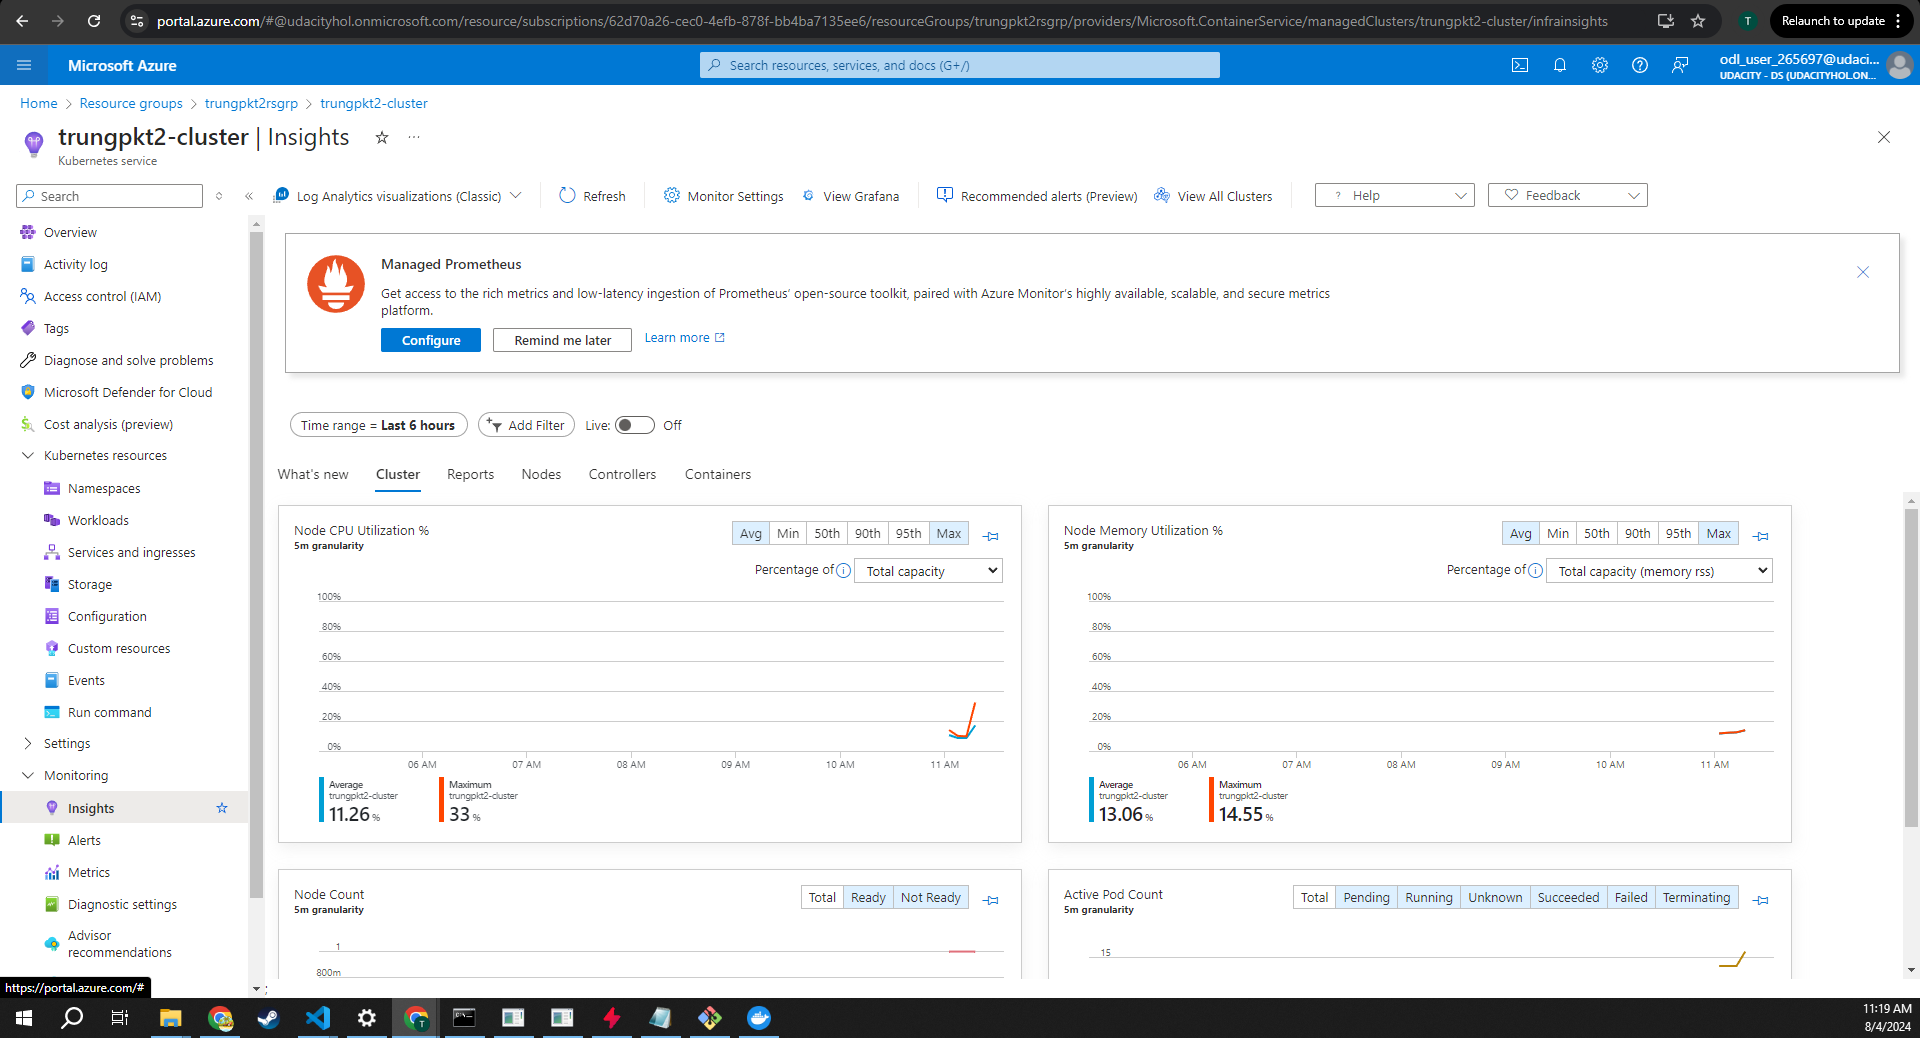 portal.azure.com/#@udacityhol.onmicrosoft.com/resource/subscriptions/62d70a26-cec0-4efb-878f-bb4ba7135ee6/resourceGroups/trungpkt2rsgrp/providers/Microsoft.ContainerService/managedClusters/trungpkt2-cluster/infrainsights
T
Relaunch to update
Microsoft Azure
Search resources, services, and docs (G+/)
odl_user_265697@udaci...
UDACITY - DS (UDACITYHOL.ON...
Home > Resource groups > trungpkt2rsgrp > trungpkt2-cluster
trungpkt2-cluster | Insights
Kubernetes service
Search
Log Analytics visualizations (Classic)
Refresh
Monitor Settings
View Grafana
Recommended alerts (Preview)
View All Clusters
? Help
Feedback
Overview
Activity log
Access control (IAM)
Tags
Diagnose and solve problems
Microsoft Defender for Cloud
Cost analysis (preview)
Kubernetes resources
Namespaces
Workloads
Services and ingresses
Storage
Configuration
Custom resources
Events
Run command
Settings
Monitoring
Insights
Alerts
Metrics
Diagnostic settings
Advisor
recommendations
https://portal.azure.com/#
Managed Prometheus
Get access to the rich metrics and low-latency ingestion of Prometheus' open-source toolkit, paired with Azure Monitor's highly available, scalable, and secure metrics
platform.
Configure
Remind me later
Learn more
Time range = Last 6 hours
Add Filter
Live:
Off
What's new
Cluster
Reports
Nodes
Controllers
Containers
Node CPU Utilization %
5m granularity
Avg Min 50th 90th 95th Max
Percentage of Total capacity
100%
80%
60%
40%
20%
0%
06 AM 07 AM 08 AM 09 AM 10 AM 11 AM
Average
trungpkt2-cluster
11.26 %
Maximum
trungpkt2-cluster
33 %
Node Memory Utilization %
5m granularity
Avg Min 50th 90th 95th Max
Percentage of Total capacity (memory rss)
100%
80%
60%
40%
20%
0%
06 AM 07 AM 08 AM 09 AM 10 AM 11 AM
Average
trungpkt2-cluster
13.06 %
Maximum
trungpkt2-cluster
14.55 %
Node Count
5m granularity
Total Ready Not Ready
1
800m
Active Pod Count
5m granularity
Total Pending Running Unknown Succeeded Failed Terminating
15
T
11:19 AM
8/4/2024